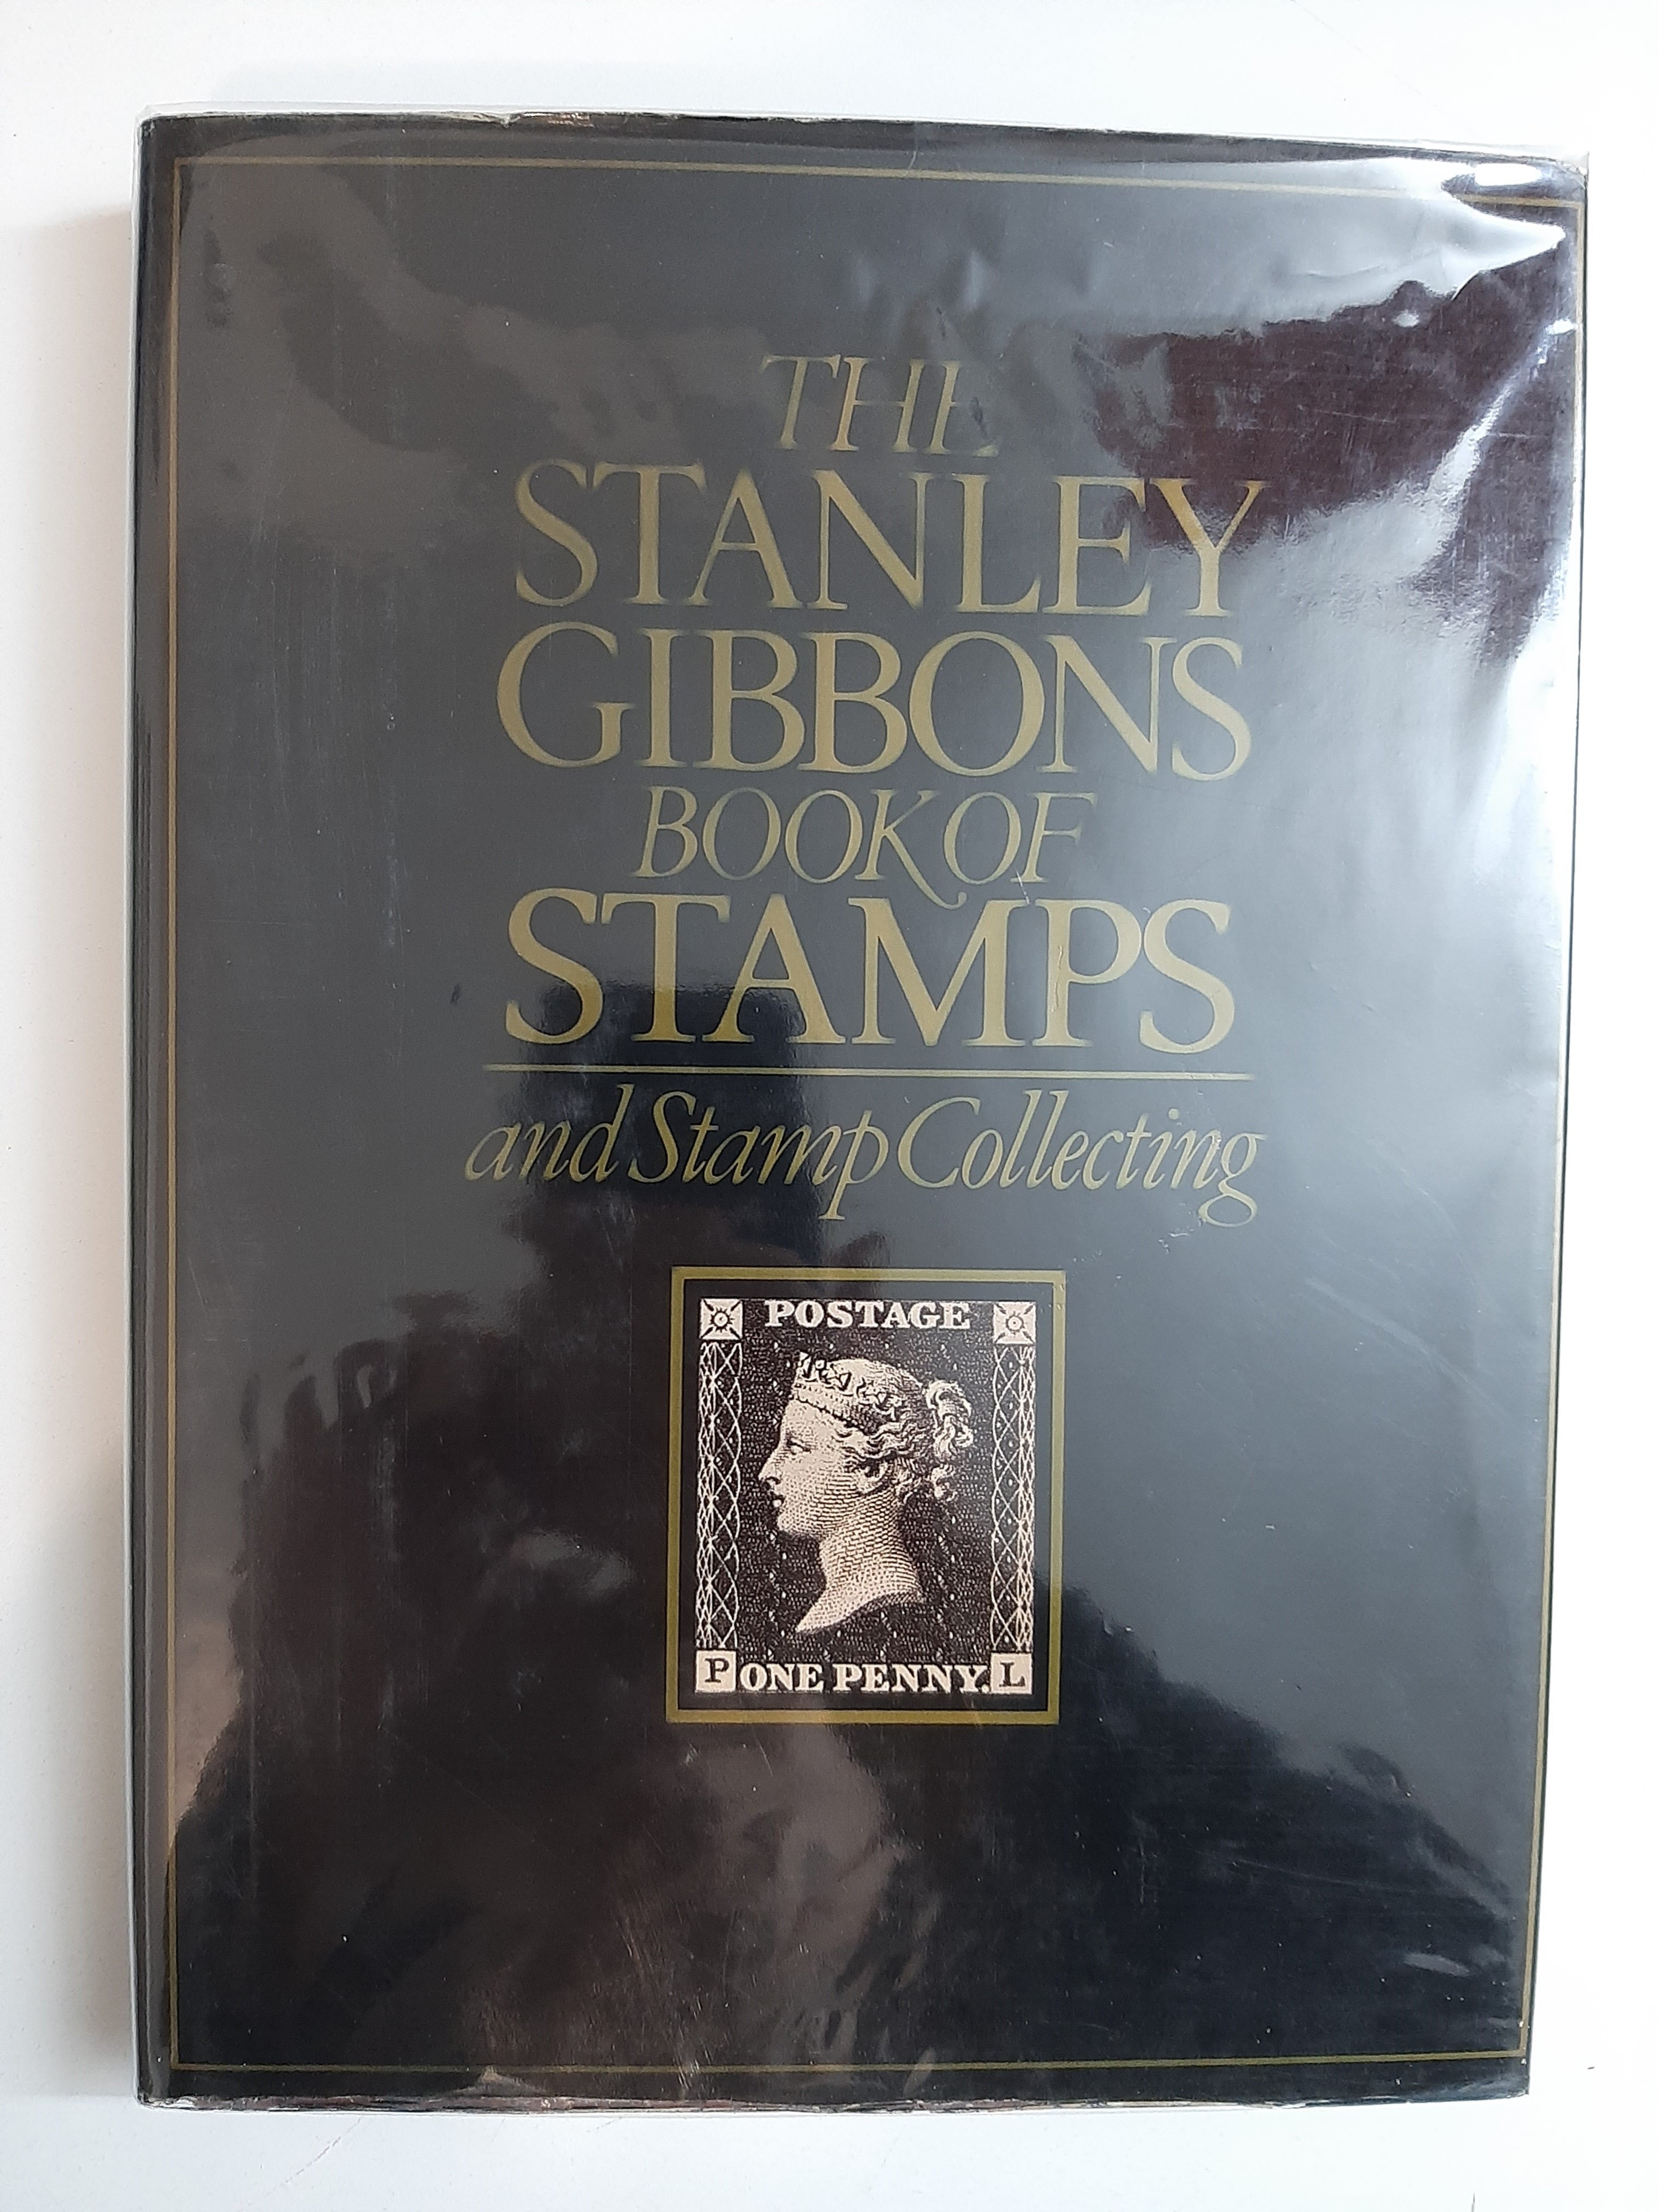 THE
STANLEY
GIBBONS
BOOK OF
STAMPS
and Stamp Collecting
POSTAGE
P ONE PENNY. L